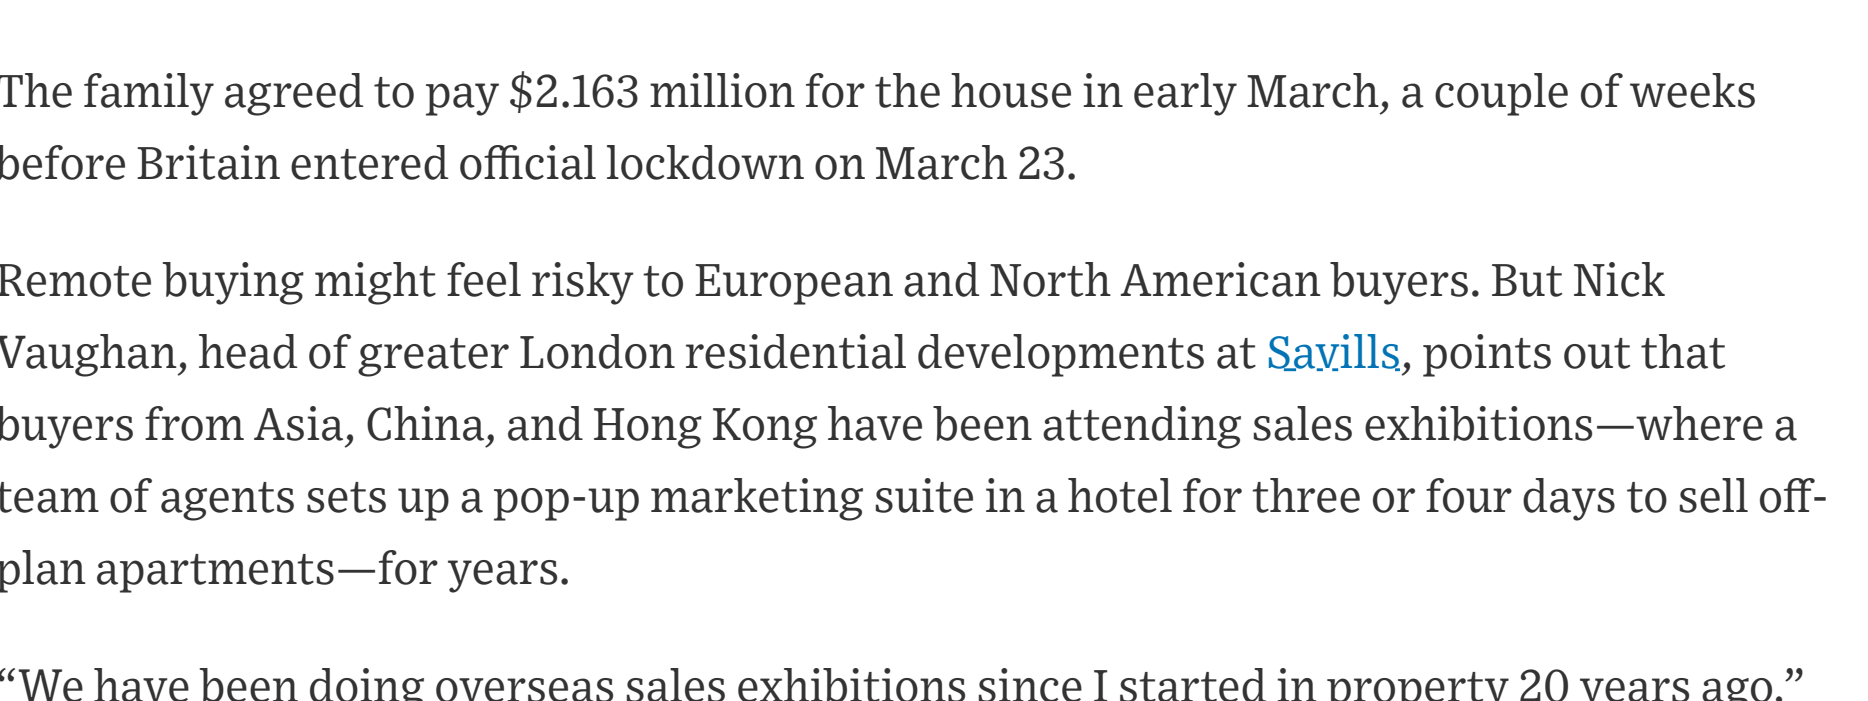 The family agreed to pay $2.163 million for the house in early March, a couple of weeks
before Britain entered official lockdown on March 23.
Remote buying might feel risky to European and North American buyers. But Nick
Vaughan, head of greater London residential developments at Savills, points out that
buyers from Asia, China, and Hong Kong have been attending sales exhibitions—where a
team of agents sets up a pop-up marketing suite in a hotel for three or four days to sell off-
plan apartments—for years.
“We have been doing overseas sales exhibitions since I started in property 20 years ago,”